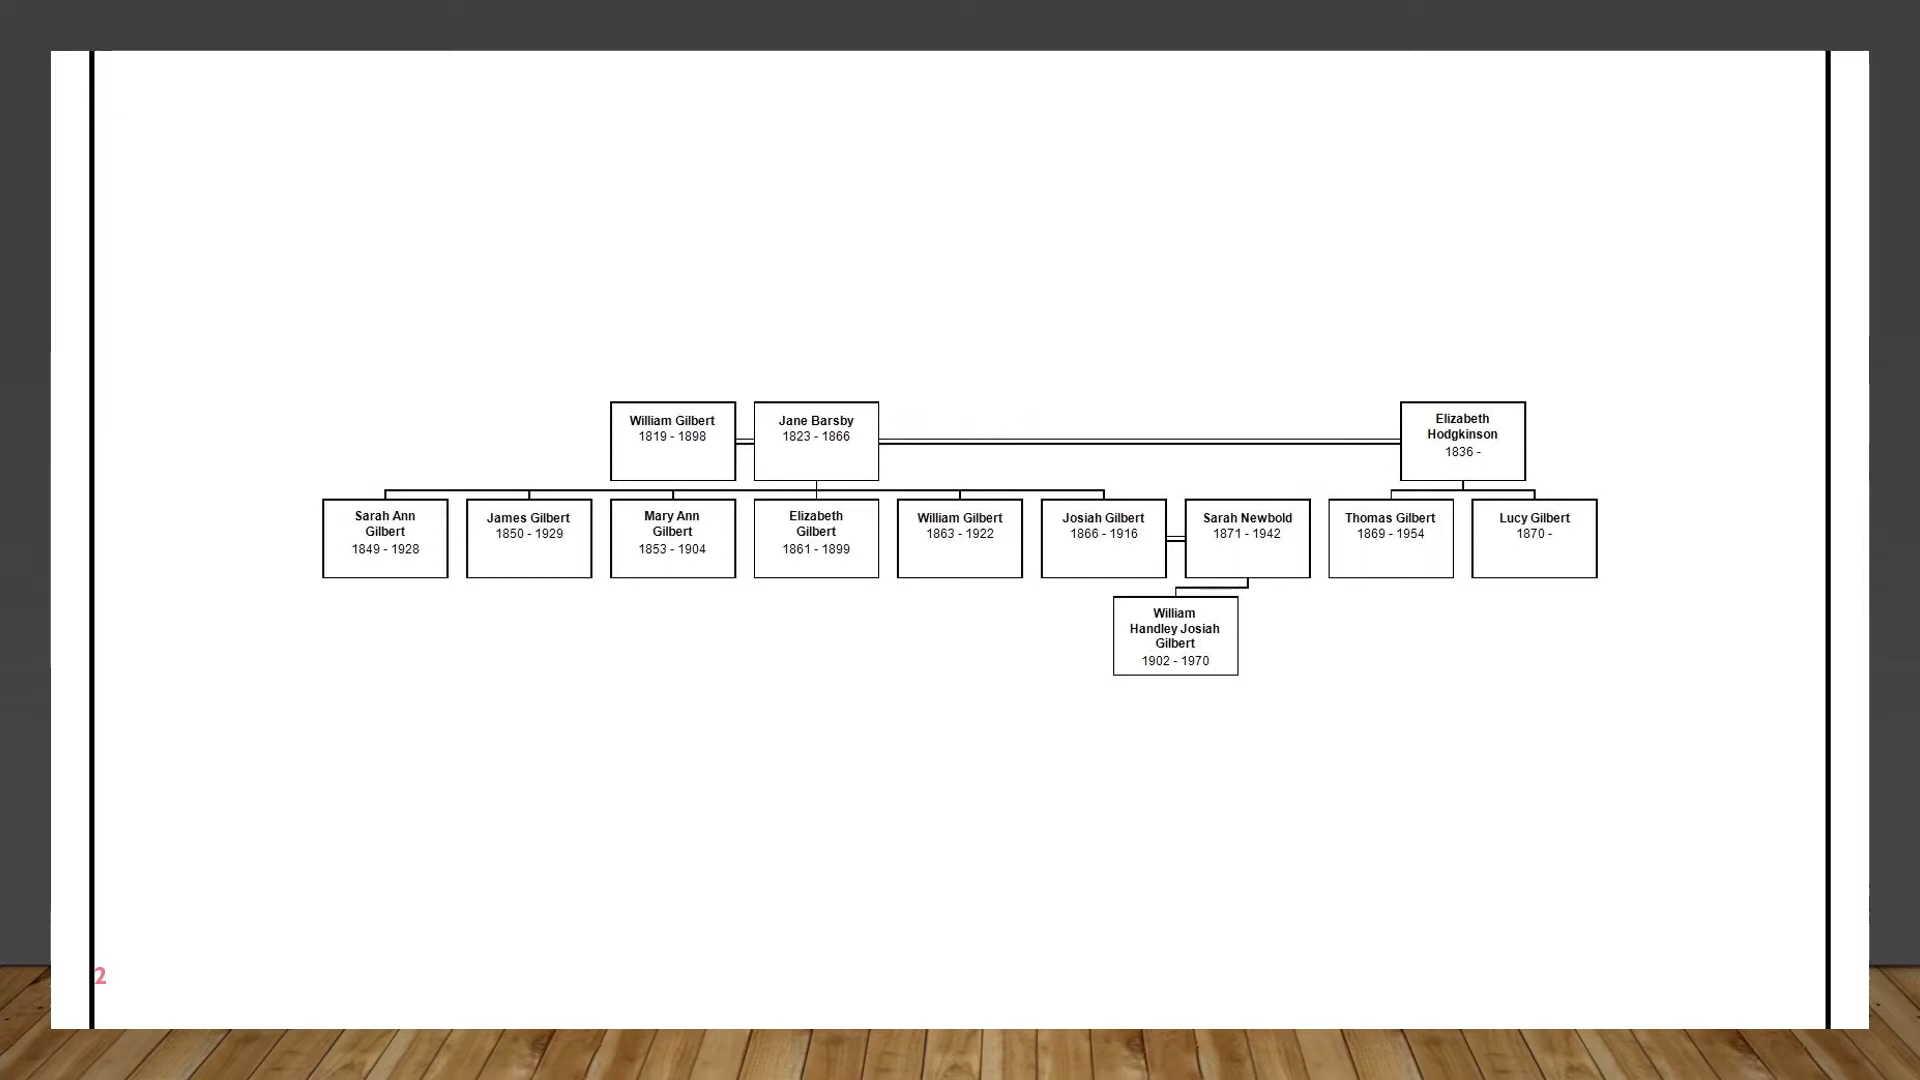 William Gilbert
1819 - 1898
Jane Barsby
1823 - 1866
Elizabeth
Hodgkinson
1836 -
Sarah Ann
Gilbert
1849 - 1928
James Gilbert
1850 - 1929
Mary Ann
Gilbert
1853 - 1904
Elizabeth
Gilbert
1861 - 1899
William Gilbert
1863 - 1922
Josiah Gilbert
1866 - 1916
Sarah Newbold
1871 - 1942
Thomas Gilbert
1869 - 1954
Lucy Gilbert
1870 -
William
Handley Josiah
Gilbert
1902 - 1970
2